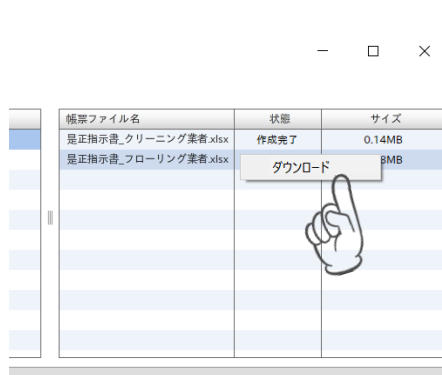 帳票ファイル名 状態 サイズ
是正指示書_クリーニング業者.xlsx 作成完了 0.14MB
是正指示書_フローリング業者.xlsx 8MB
ダウンロード